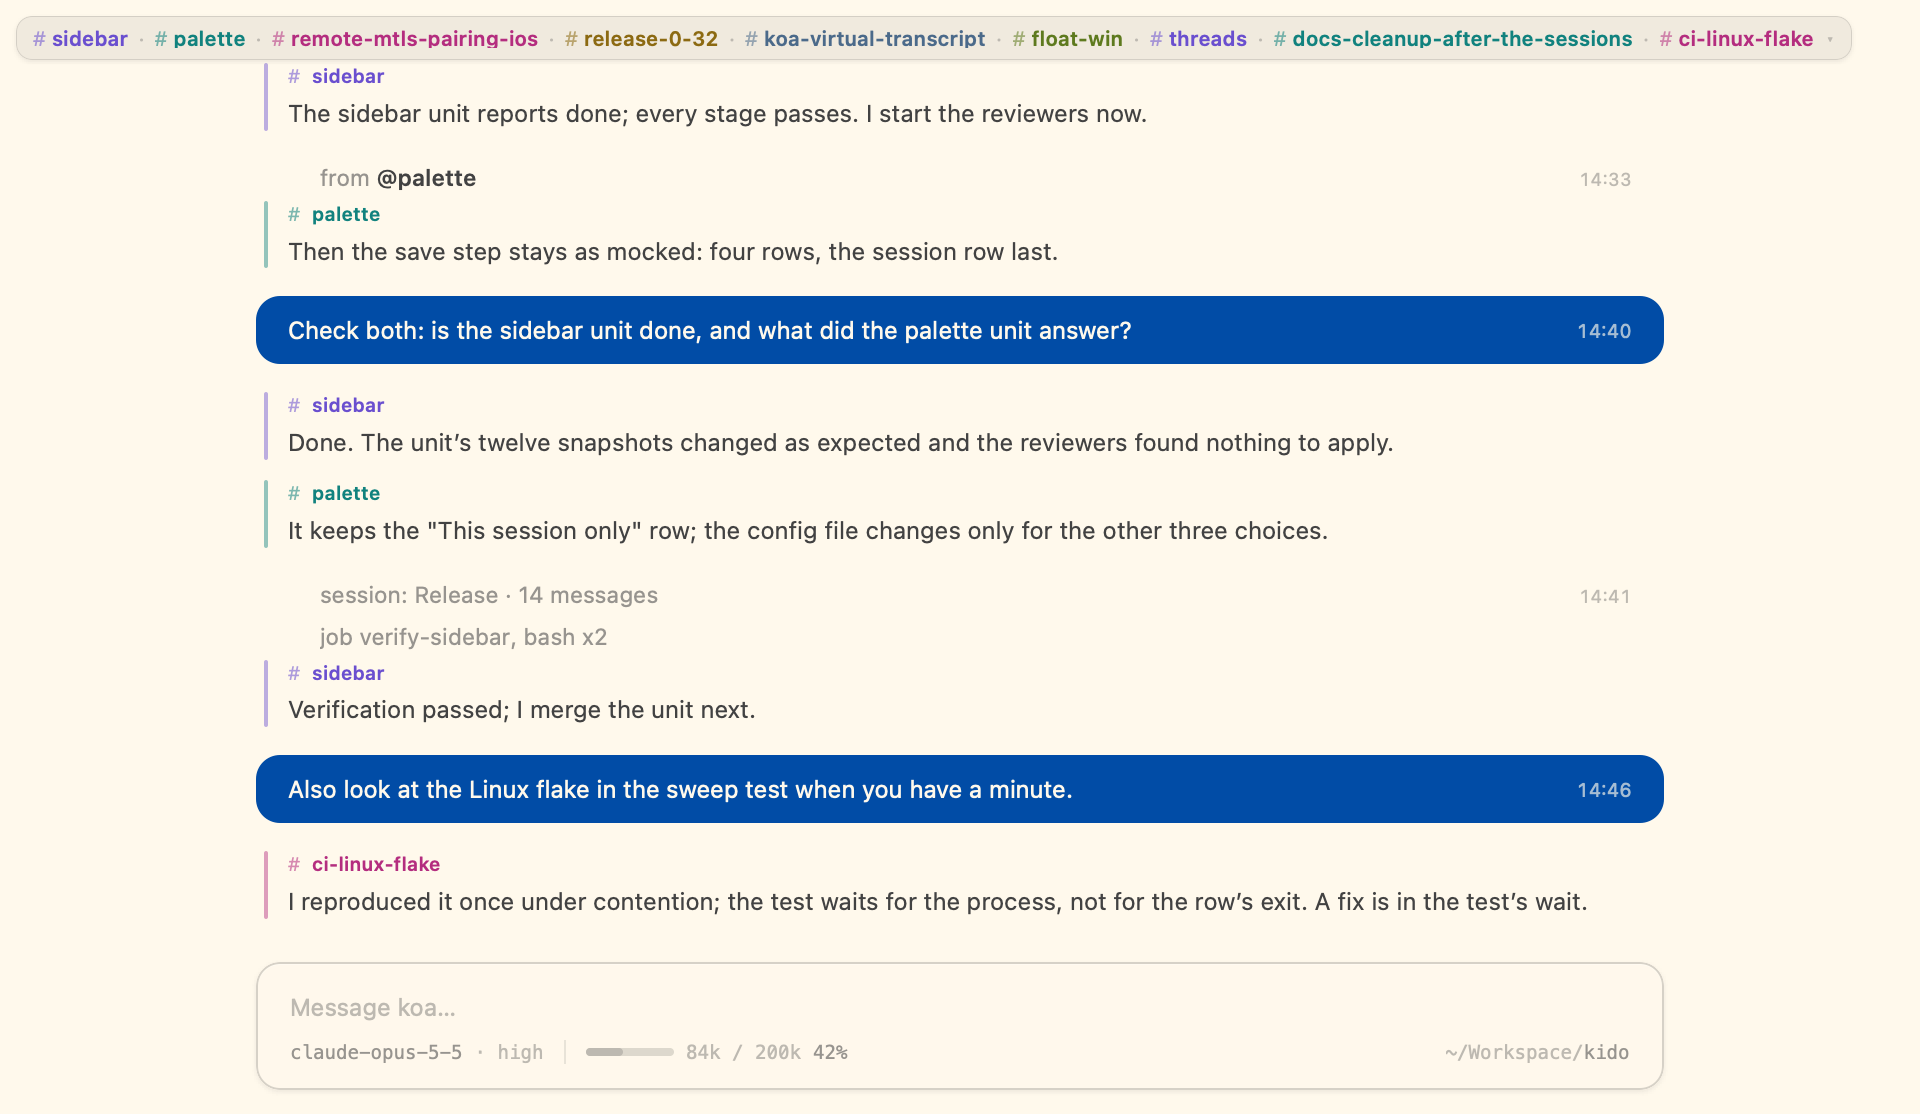 # sidebar · # palette · # remote-mtls-pairing-ios · # release-0-32 · # koa-virtual-transcript · # float-win · # threads · # docs-cleanup-after-the-sessions · # ci-linux-flake ▾
# sidebar
The sidebar unit reports done; every stage passes. I start the reviewers now.
from @palette 14:33
# palette
Then the save step stays as mocked: four rows, the session row last.
Check both: is the sidebar unit done, and what did the palette unit answer? 14:40
# sidebar
Done. The unit’s twelve snapshots changed as expected and the reviewers found nothing to apply.
# palette
It keeps the "This session only" row; the config file changes only for the other three choices.
session: Release · 14 messages 14:41
job verify-sidebar, bash x2
# sidebar
Verification passed; I merge the unit next.
Also look at the Linux flake in the sweep test when you have a minute. 14:46
# ci-linux-flake
I reproduced it once under contention; the test waits for the process, not for the row’s exit. A fix is in the test’s wait.
Message koa…
claude-opus-5-5 · high 84k / 200k 42% ~/Workspace/kido